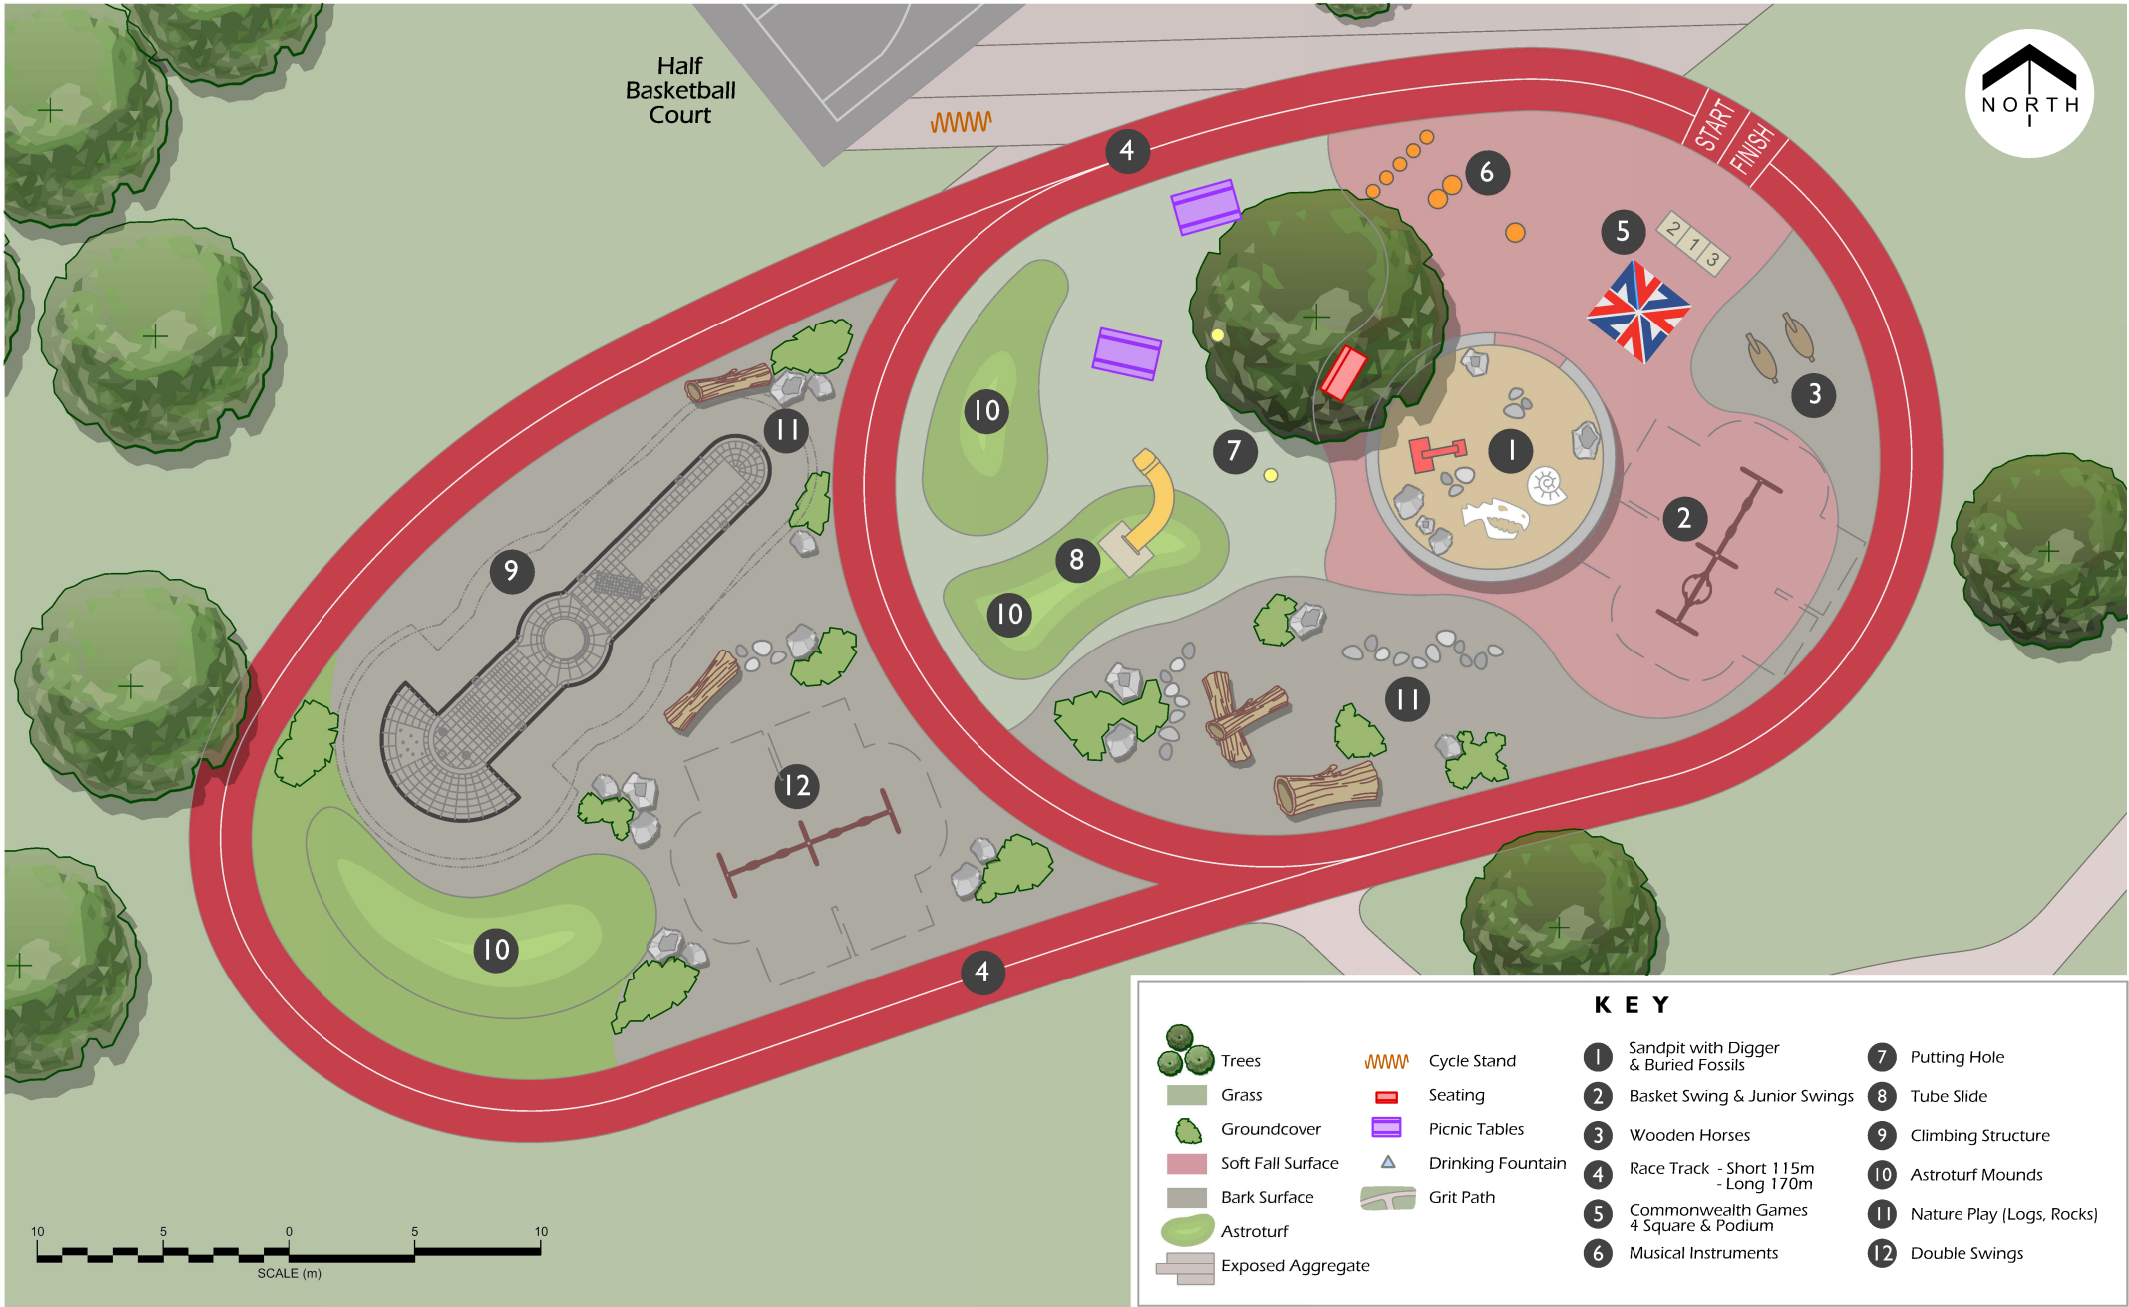 Half
Basketball
Court
NORTH
START
FINISH
4
6
5
2 1 3
3
10
11
7
1
2
9
8
10
11
12
10
4
KEY
Trees
Grass
Groundcover
Soft Fall Surface
Bark Surface
Astroturf
Exposed Aggregate
Cycle Stand
Seating
Picnic Tables
Drinking Fountain
Grit Path
1 Sandpit with Digger
& Buried Fossils
2 Basket Swing & Junior Swings
3 Wooden Horses
4 Race Track - Short 115m
- Long 170m
5 Commonwealth Games
4 Square & Podium
6 Musical Instruments
7 Putting Hole
8 Tube Slide
9 Climbing Structure
10 Astroturf Mounds
11 Nature Play (Logs, Rocks)
12 Double Swings
10 5 0 5 10
SCALE (m)